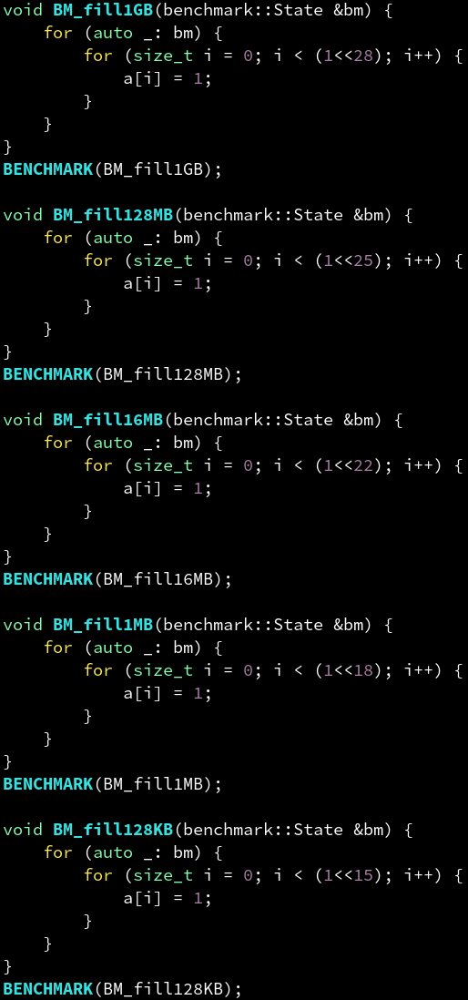 void BM_fill1GB(benchmark::State &bm) {
    for (auto _: bm) {
        for (size_t i = 0; i < (1<<28); i++) {
            a[i] = 1;
        }
    }
}
BENCHMARK(BM_fill1GB);

void BM_fill128MB(benchmark::State &bm) {
    for (auto _: bm) {
        for (size_t i = 0; i < (1<<25); i++) {
            a[i] = 1;
        }
    }
}
BENCHMARK(BM_fill128MB);

void BM_fill16MB(benchmark::State &bm) {
    for (auto _: bm) {
        for (size_t i = 0; i < (1<<22); i++) {
            a[i] = 1;
        }
    }
}
BENCHMARK(BM_fill16MB);

void BM_fill1MB(benchmark::State &bm) {
    for (auto _: bm) {
        for (size_t i = 0; i < (1<<18); i++) {
            a[i] = 1;
        }
    }
}
BENCHMARK(BM_fill1MB);

void BM_fill128KB(benchmark::State &bm) {
    for (auto _: bm) {
        for (size_t i = 0; i < (1<<15); i++) {
            a[i] = 1;
        }
    }
}
BENCHMARK(BM_fill128KB);